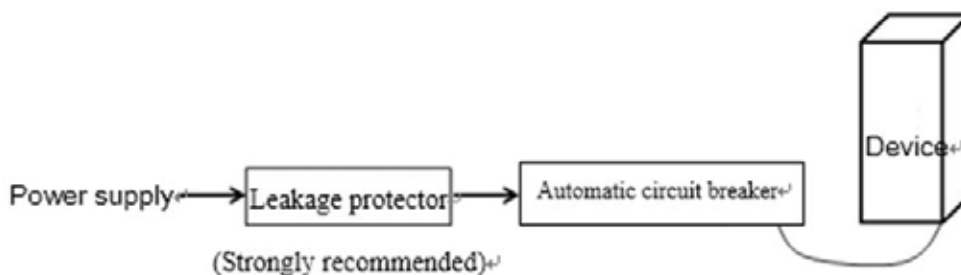 Device
Power supply
Leakage protector
Automatic circuit breaker
(Strongly recommended)